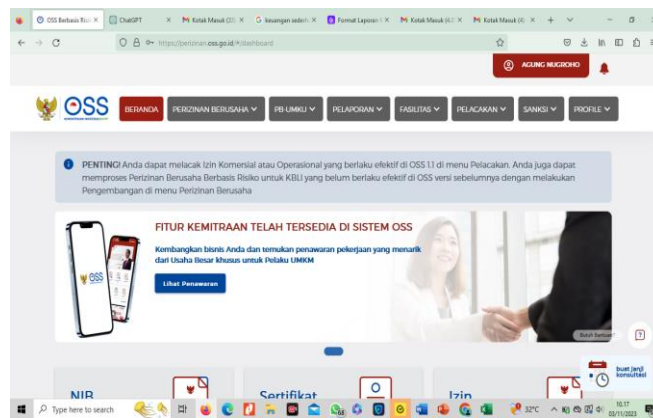 OSS Berbasis Risi
ChatGPT
Kotak Masuk
keuangan sederh
Format Laporan
Kotak Masuk
Kotak Masuk
https://perizinan.oss.go.id/#/dashboard
AGUNG NUGROHO
OSS
BERANDA
PERIZINAN BERUSAHA
PB-UMKU
PELAPORAN
FASILITAS
PELACAKAN
SANKSI
PROFILE
PENTING! Anda dapat melacak Izin Komersial atau Operasional yang berlaku efektif di OSS 1.1 di menu Pelacakan. Anda juga dapat
memproses Perizinan Berusaha Berbasis Risiko untuk KBLI yang belum berlaku efektif di OSS versi sebelumnya dengan melakukan
Pengembangan di menu Perizinan Berusaha
FITUR KEMITRAAN TELAH TERSEDIA DI SISTEM OSS
Kembangkan bisnis Anda dan temukan penawaran pekerjaan yang menarik
dari Usaha Besar khusus untuk Pelaku UMKM
Lihat Penawaran
OSS
Butuh Bantuan?
buat janji
konsultasi
NIB
Sertifikat
Izin
Type here to search
32°C
10.17
03/11/2023